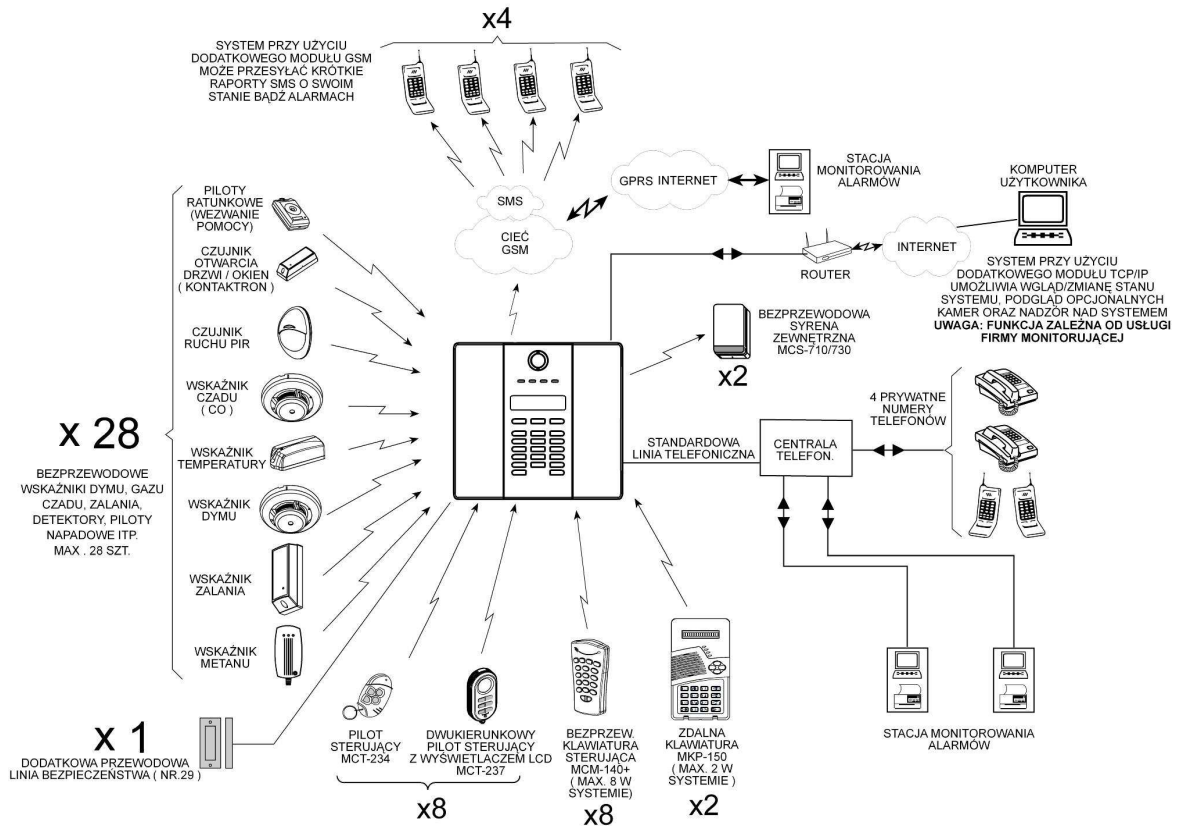 x4
SYSTEM PRZY UŻYCIU
DODATKOWEGO MODUŁU GSM
MOŻE PRZESYŁAĆ KRÓTKIE
RAPORTY SMS O SWOIM
STANIE BĄDŹ ALARMACH
SMS
CIEĆ
GSM
GPRS INTERNET
STACJA
MONITOROWANIA
ALARMÓW
KOMPUTER
UŻYTKOWNIKA
ROUTER
INTERNET
SYSTEM PRZY UŻYCIU
DODATKOWEGO MODUŁU TCP/IP
UMOŻLIWIA WGLĄD/ZMIANĘ STANU
SYSTEMU, PODGLĄD OPCJONALNYCH
KAMER ORAZ NADZÓR NAD SYSTEMEM
UWAGA: FUNKCJA ZALEŻNA OD USŁUGI
FIRMY MONITORUJĄCEJ
PILOTY
RATUNKOWE
(WEZWANIE
POMOCY)
CZUJNIK
OTWARCIA
DRZWI / OKIEN
( KONTAKTRON )
CZUJNIK
RUCHU PIR
WSKAŹNIK
CZADU
( CO )
WSKAŹNIK
TEMPERATURY
WSKAŹNIK
DYMU
WSKAŹNIK
ZALANIA
WSKAŹNIK
METANU
x 28
BEZPRZEWODOWE
WSKAŹNIKI DYMU, GAZU
CZADU, ZALANIA,
DETEKTORY, PILOTY
NAPADOWE ITP.
MAX . 28 SZT.
BEZPRZEWODOWA
SYRENA
ZEWNĘTRZNA
MCS-710/730
x2
STANDARDOWA
LINIA TELEFONICZNA
CENTRALA
TELEFON.
4 PRYWATNE
NUMERY
TELEFONÓW
STACJA MONITOROWANIA
ALARMÓW
x 1
DODATKOWA PRZEWODOWA
LINIA BEZPIECZEŃSTWA ( NR.29 )
PILOT
STERUJĄCY
MCT-234
DWUKIERUNKOWY
PILOT STERUJĄCY
Z WYŚWIETLACZEM LCD
MCT-237
x8
BEZPRZEW.
KLAWIATURA
STERUJĄCA
MCM-140+
( MAX. 8 W
SYSTEMIE)
x8
ZDALNA
KLAWIATURA
MKP-150
( MAX. 2 W
SYSTEMIE )
x2